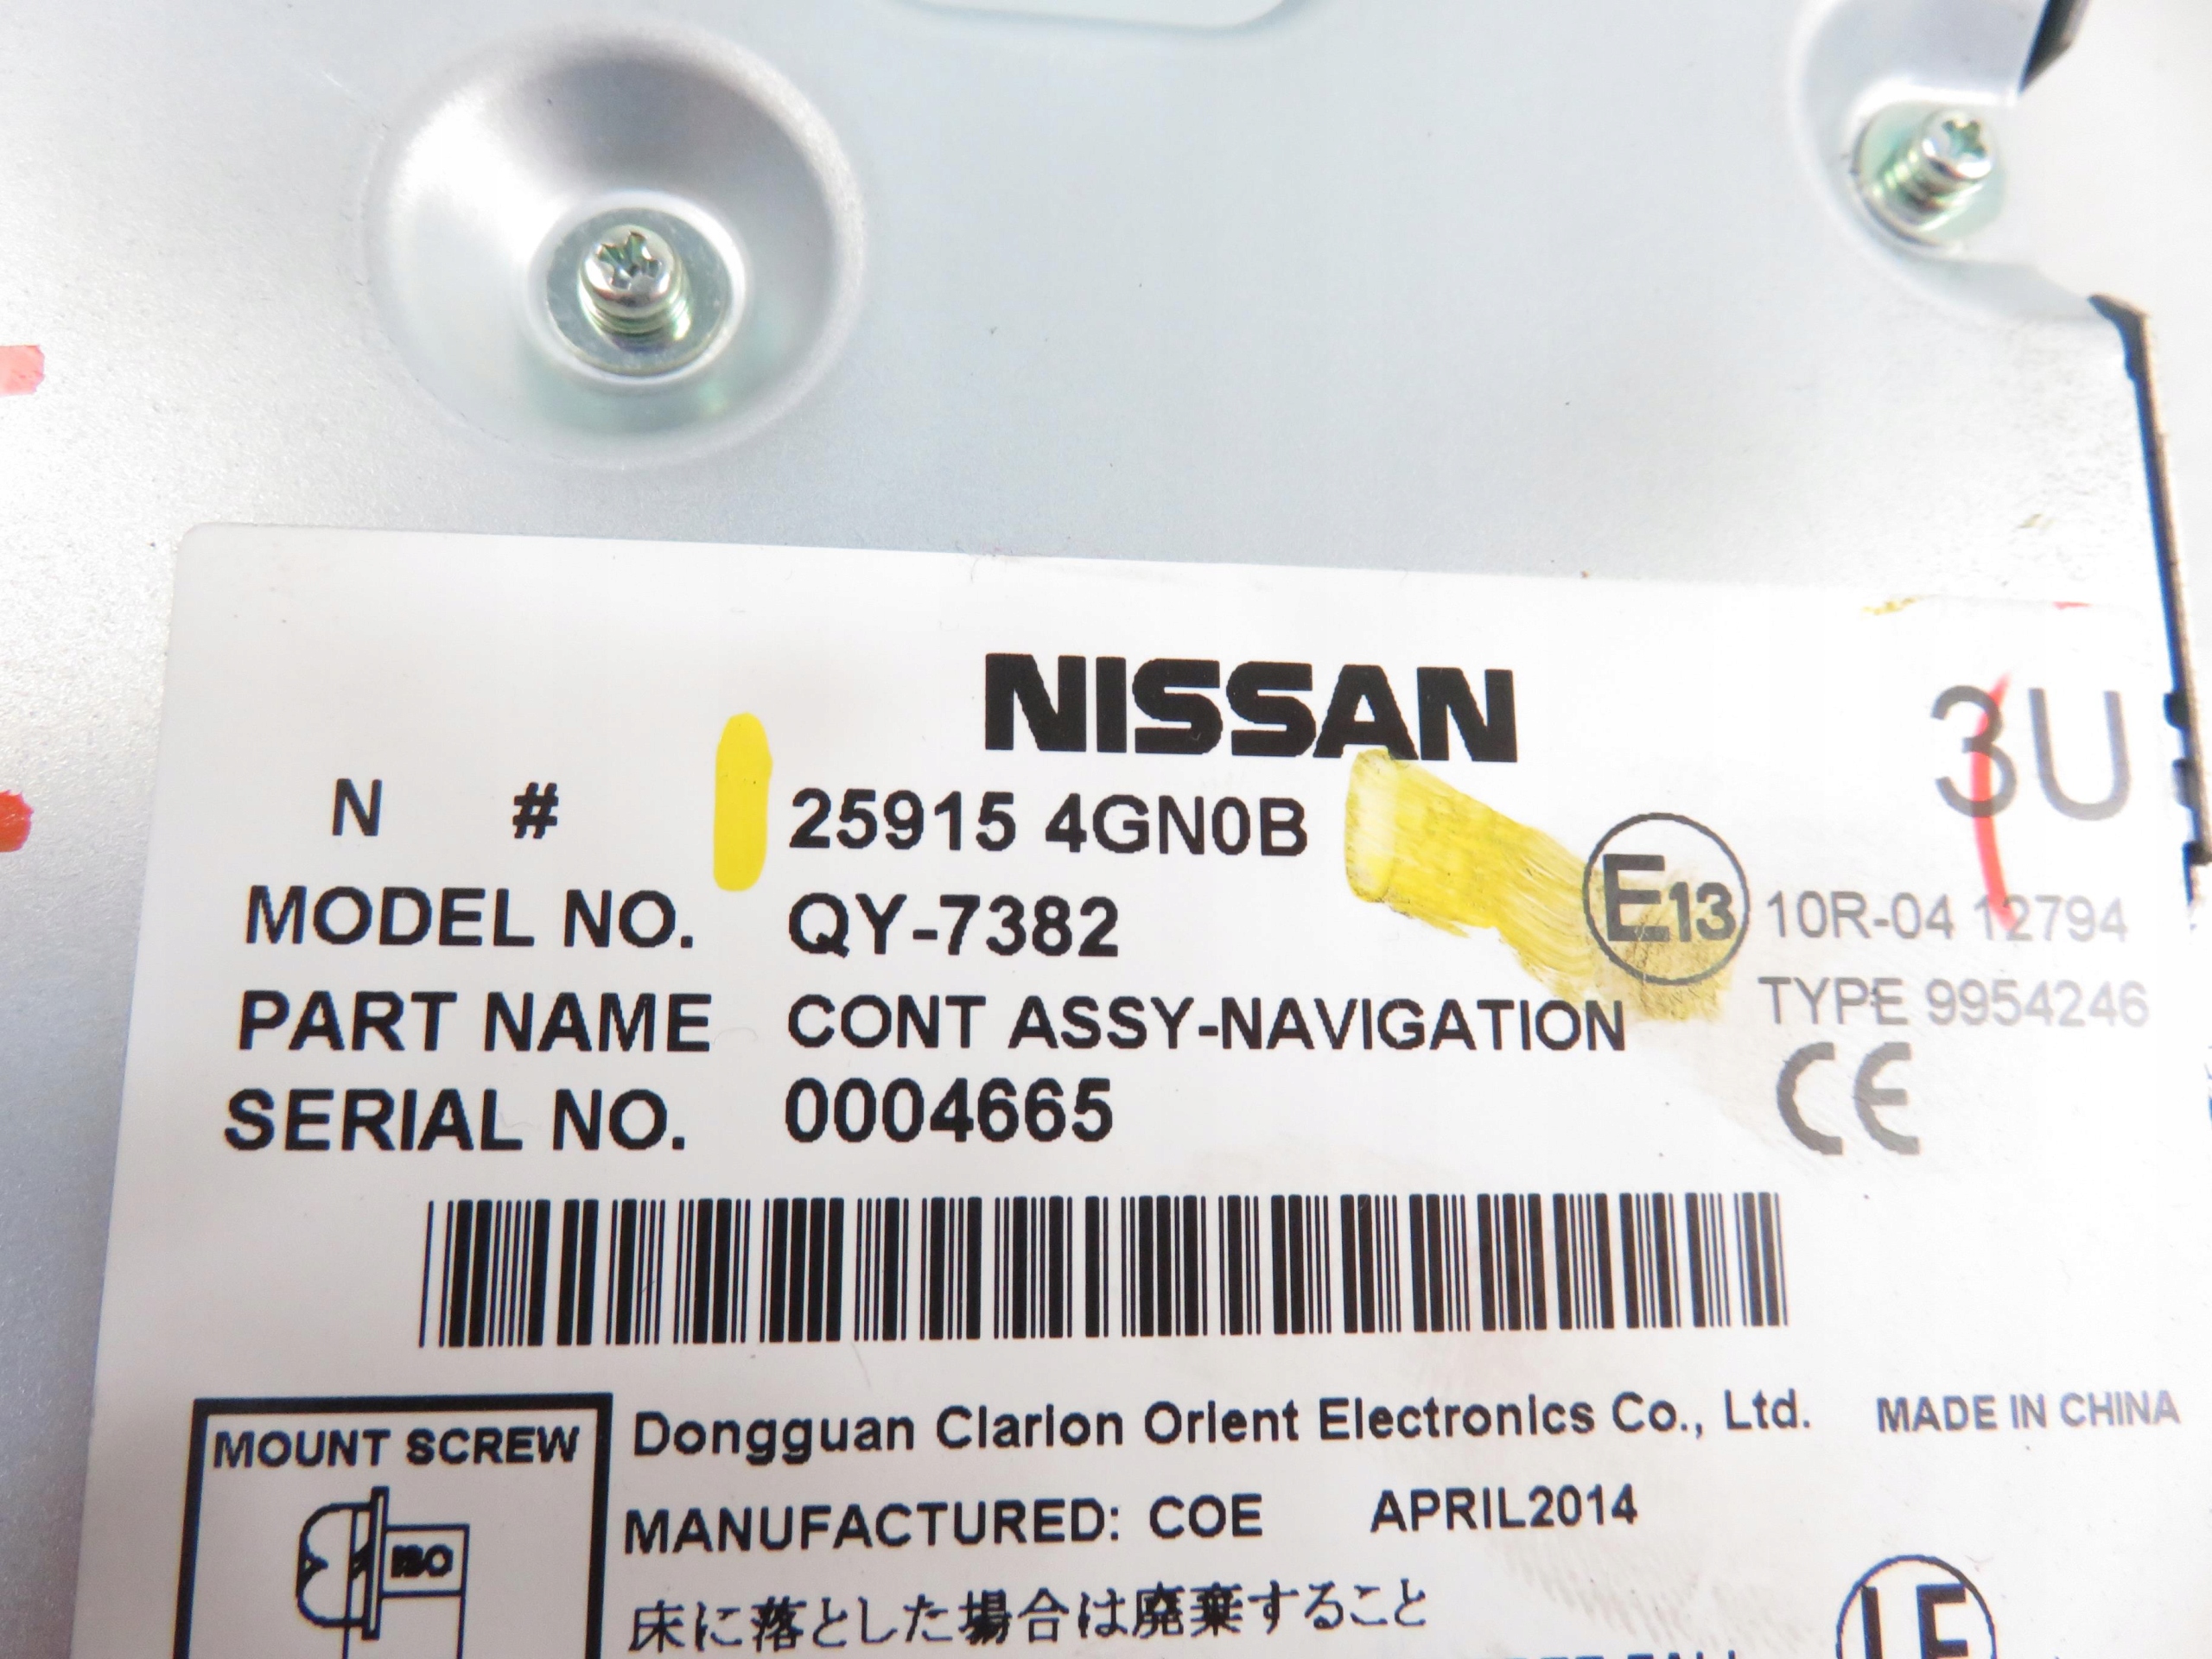 NISSAN
3U
N # 25915 4GN0B
MODEL NO. QY-7382
E13 10R-04 12794
TYPE 9954246
PART NAME CONT ASSY-NAVIGATION
SERIAL NO. 0004665
CE
MOUNT SCREW
ISO
Dongguan Clarion Orient Electronics Co., Ltd. MADE IN CHINA
MANUFACTURED: COE APRIL2014
床に落とした場合は廃棄すること
LF